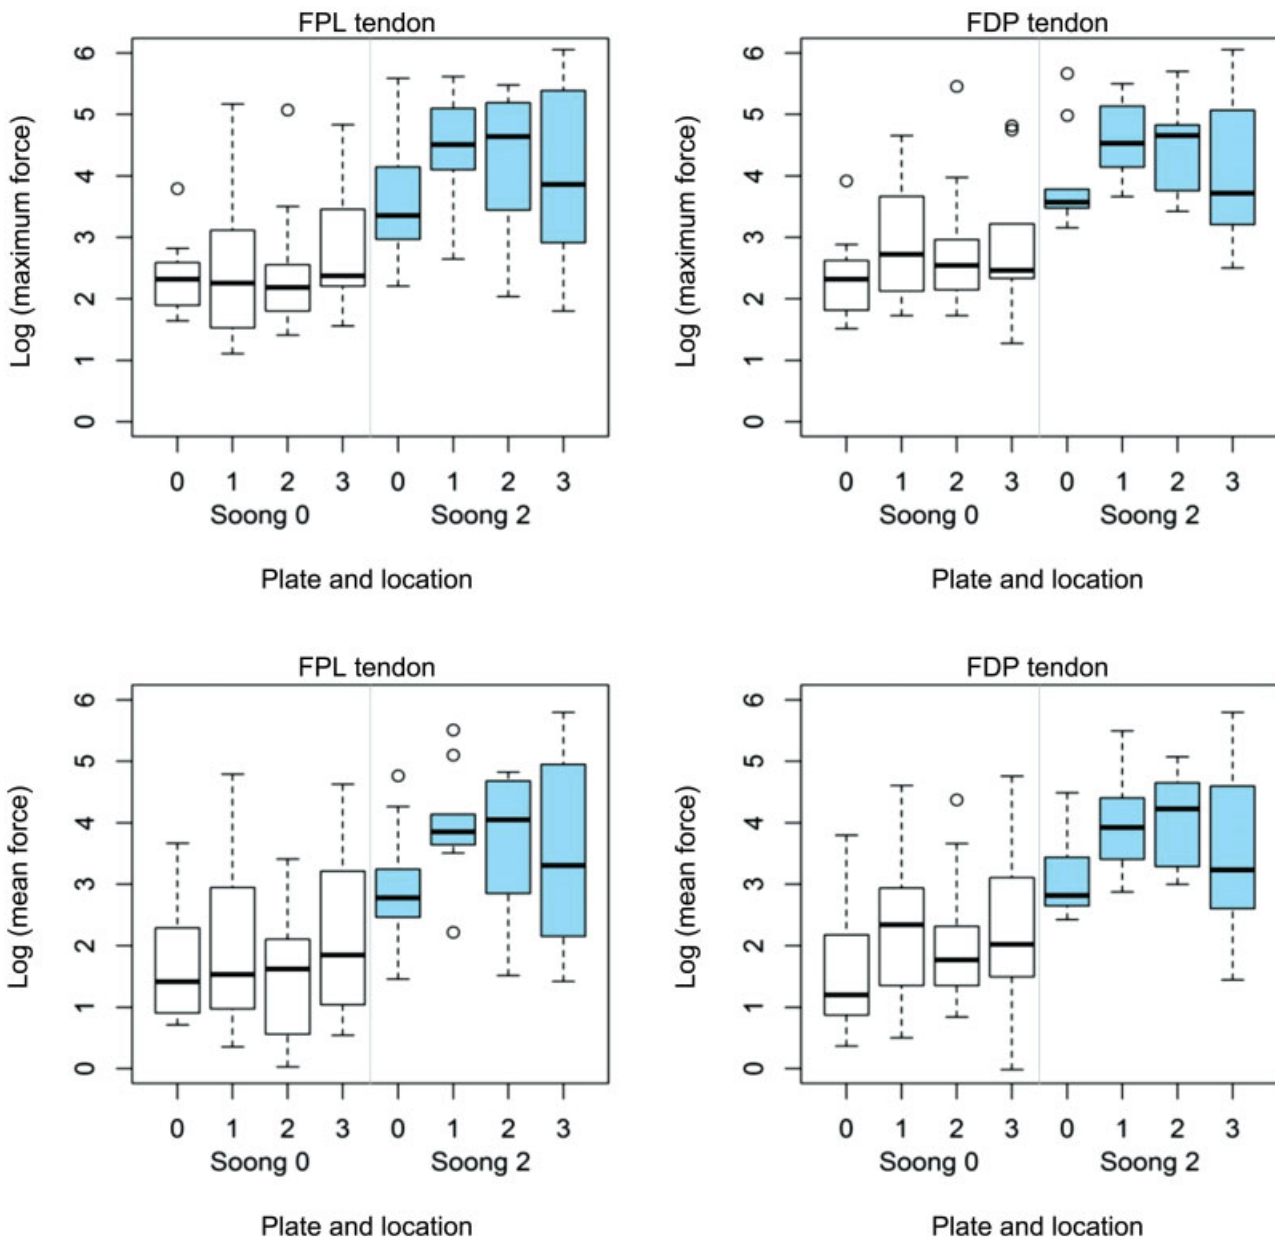 FPL tendon
Log (maximum force)
6
5
4
3
2
1
0
0 1 2 3 0 1 2 3
Soong 0 Soong 2
Plate and location
FDP tendon
Log (maximum force)
6
5
4
3
2
1
0
0 1 2 3 0 1 2 3
Soong 0 Soong 2
Plate and location
FPL tendon
Log (mean force)
6
5
4
3
2
1
0
0 1 2 3 0 1 2 3
Soong 0 Soong 2
Plate and location
FDP tendon
Log (mean force)
6
5
4
3
2
1
0
0 1 2 3 0 1 2 3
Soong 0 Soong 2
Plate and location